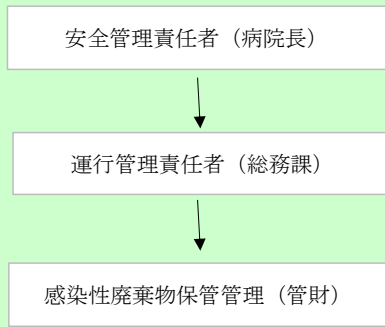 安全管理責任者（病院長）
運行管理責任者（総務課）
感染性廃棄物保管管理（管財）